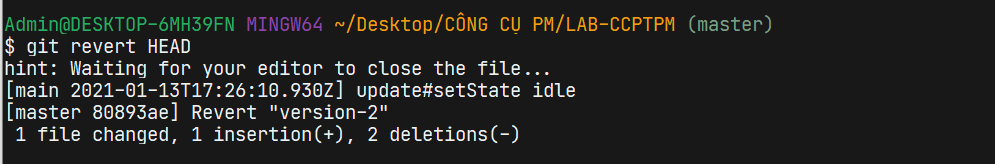 Admin@DESKTOP-6MH39FN MINGW64 ~/Desktop/CÔNG CỤ PM/LAB-CCPTPM (master)
$ git revert HEAD
hint: Waiting for your editor to close the file...
[main 2021-01-13T17:26:10.930Z] update#setState idle
[master 80893ae] Revert "version-2"
 1 file changed, 1 insertion(+), 2 deletions(-)